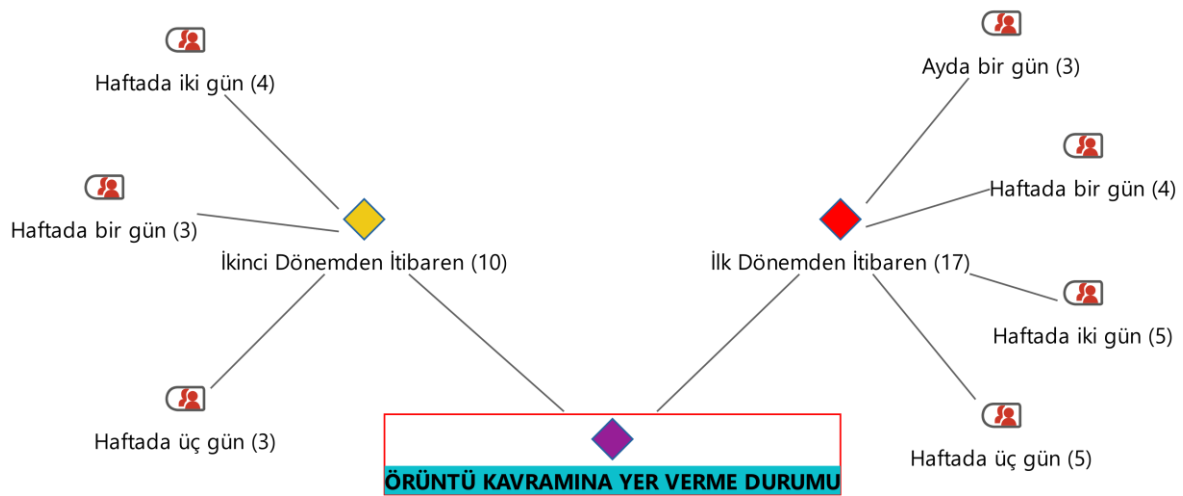 Haftada iki gün (4)
Haftada bir gün (3)
İkinci Dönemden İtibaren (10)
Haftada üç gün (3)
Ayda bir gün (3)
Haftada bir gün (4)
İlk Dönemden İtibaren (17)
Haftada iki gün (5)
Haftada üç gün (5)
ÖRÜNTÜ KAVRAMINA YER VERME DURUMU